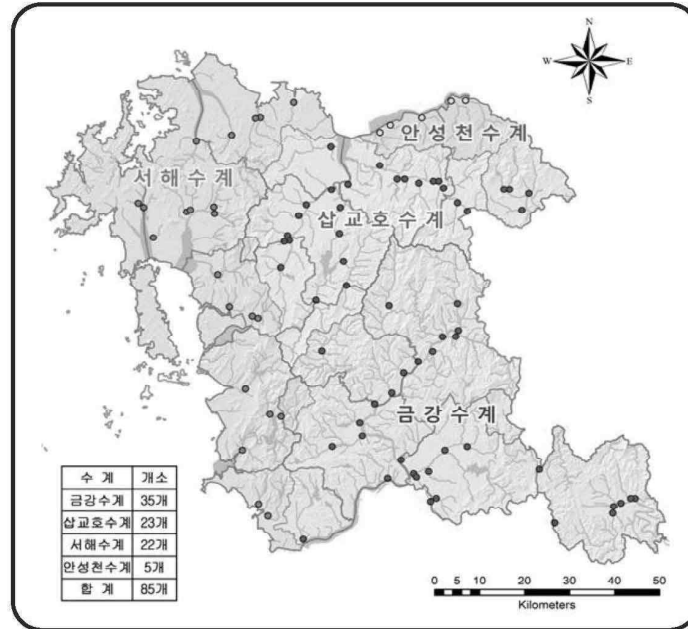 N
W E
S
안성천수계
서해수계
삽교호수계
금강수계
수 계 개소
금강수계 35개
삽교호수계 23개
서해수계 22개
안성천수계 5개
합 계 85개
0 2 5 10 20 30 40 50
Kilometers